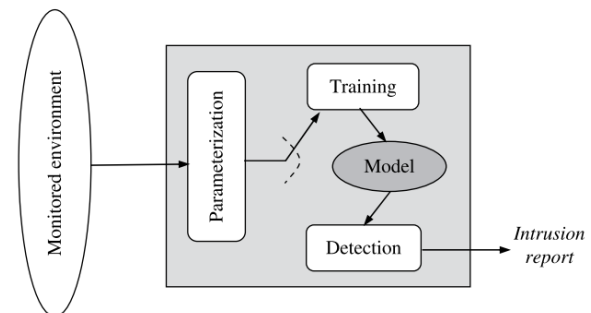 Monitored environment
Parameterization
Training
Model
Detection
Intrusion
report